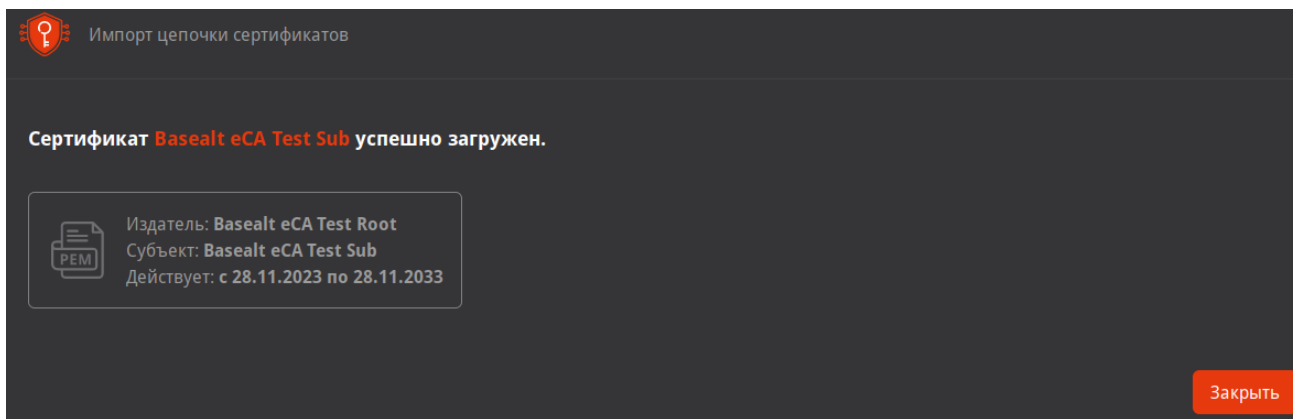 Импорт цепочки сертификатов
Сертификат Basealt eCA Test Sub успешно загружен.
Издатель: Basealt eCA Test Root
PEM
Субъект: Basealt eCA Test Sub
Действует: с 28.11.2023 по 28.11.2033
Закрыть